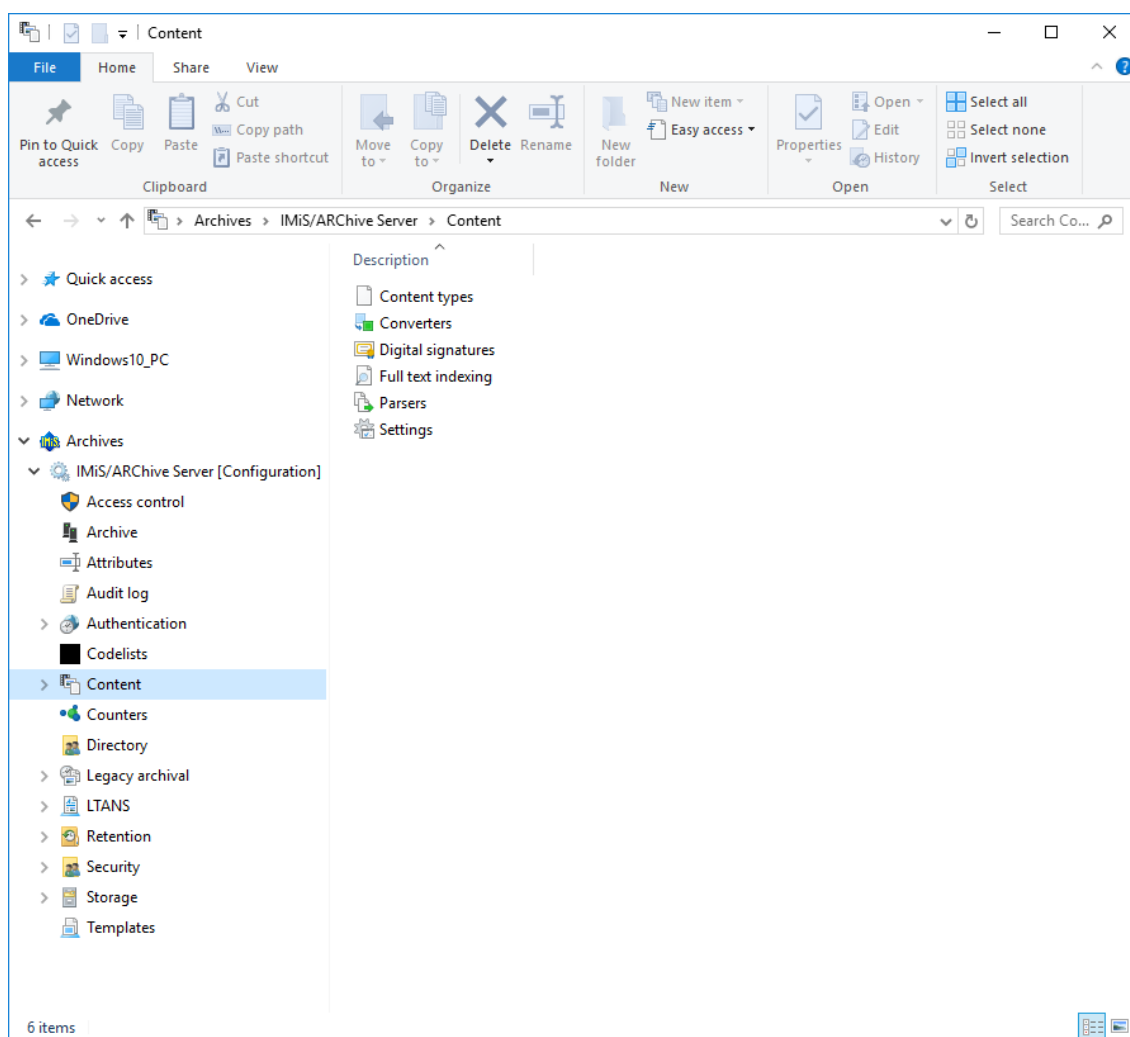 Content
File Home Share View
Pin to Quick access
Copy
Paste
Cut
Copy path
Paste shortcut
Clipboard
Move to
Copy to
Delete
Rename
Organize
New folder
New item
Easy access
New
Properties
Open
Edit
History
Open
Select all
Select none
Invert selection
Select
Archives > IMiS/ARChive Server > Content
Search Co...
Quick access
OneDrive
Windows10_PC
Network
Archives
IMiS/ARChive Server [Configuration]
Access control
Archive
Attributes
Audit log
Authentication
Codelists
Content
Counters
Directory
Legacy archival
LTANS
Retention
Security
Storage
Templates
Description
Content types
Converters
Digital signatures
Full text indexing
Parsers
Settings
6 items